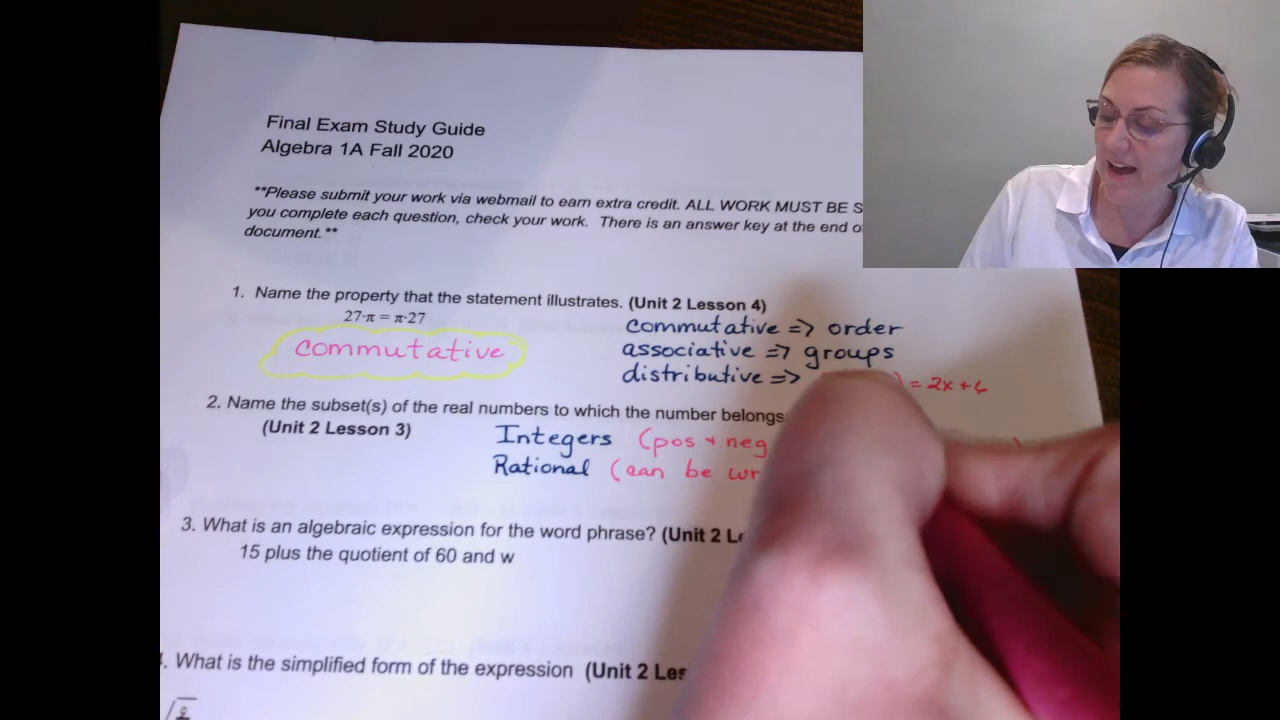 Final Exam Study Guide
Algebra 1A Fall 2020
**Please submit your work via webmail to earn extra credit. ALL WORK MUST BE S
you complete each question, check your work. There is an answer key at the end o
document.**
1. Name the property that the statement illustrates. (Unit 2 Lesson 4)
27·π = π·27
commutative
commutative => order
associative => groups
distributive => ) = 2x + 6
2. Name the subset(s) of the real numbers to which the number belongs
(Unit 2 Lesson 3)
Integers (pos + neg )
Rational (can be wr
3. What is an algebraic expression for the word phrase? (Unit 2 Le
15 plus the quotient of 60 and w
. What is the simplified form of the expression (Unit 2 Les